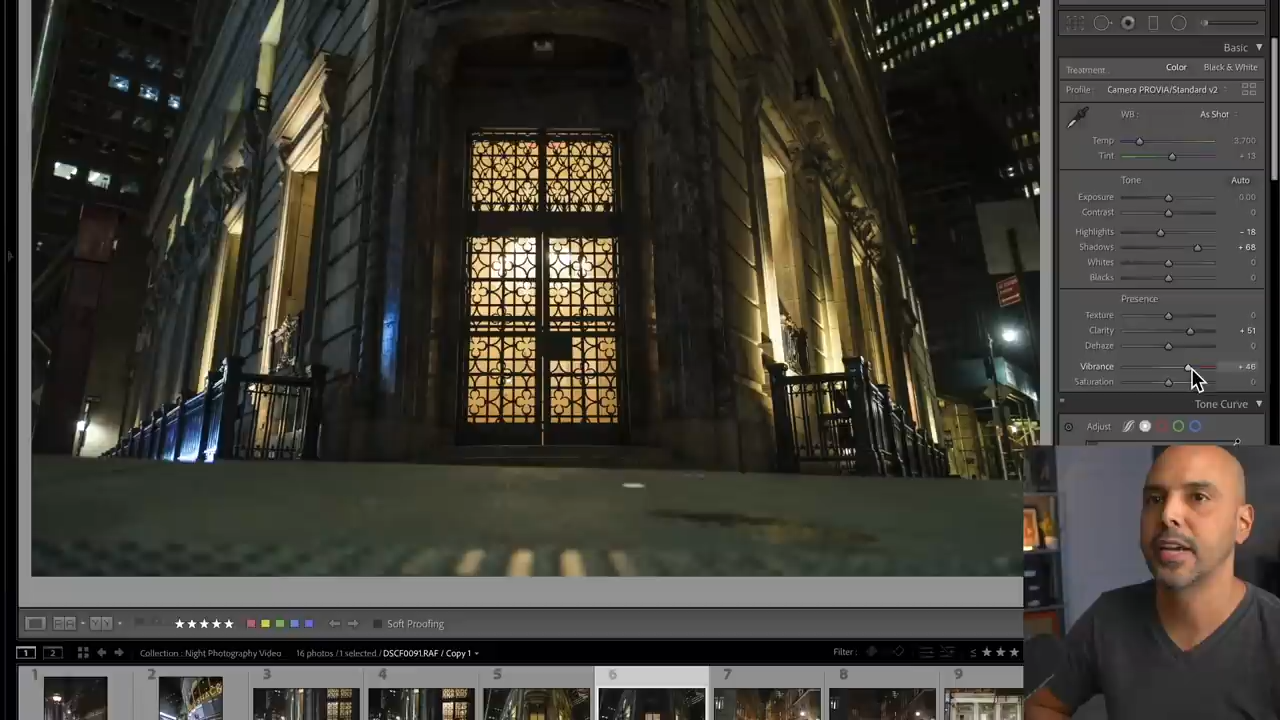 Basic
Treatment : Color Black & White
Profile : Camera PROVIA/Standard v2
WB : As Shot
Temp 3,700
Tint + 13
Tone Auto
Exposure 0.00
Contrast 0
Highlights − 18
Shadows + 68
Whites 0
Blacks 0
Presence
Texture 0
Clarity + 51
Dehaze 0
Vibrance + 46
Saturation 0
Tone Curve
Adjust
Soft Proofing
1 2 Collection : Night Photography Video 16 photos / 1 selected / DSCF0091.RAF / Copy 1 Filter :
1 2 3 4 5 6 7 8 9